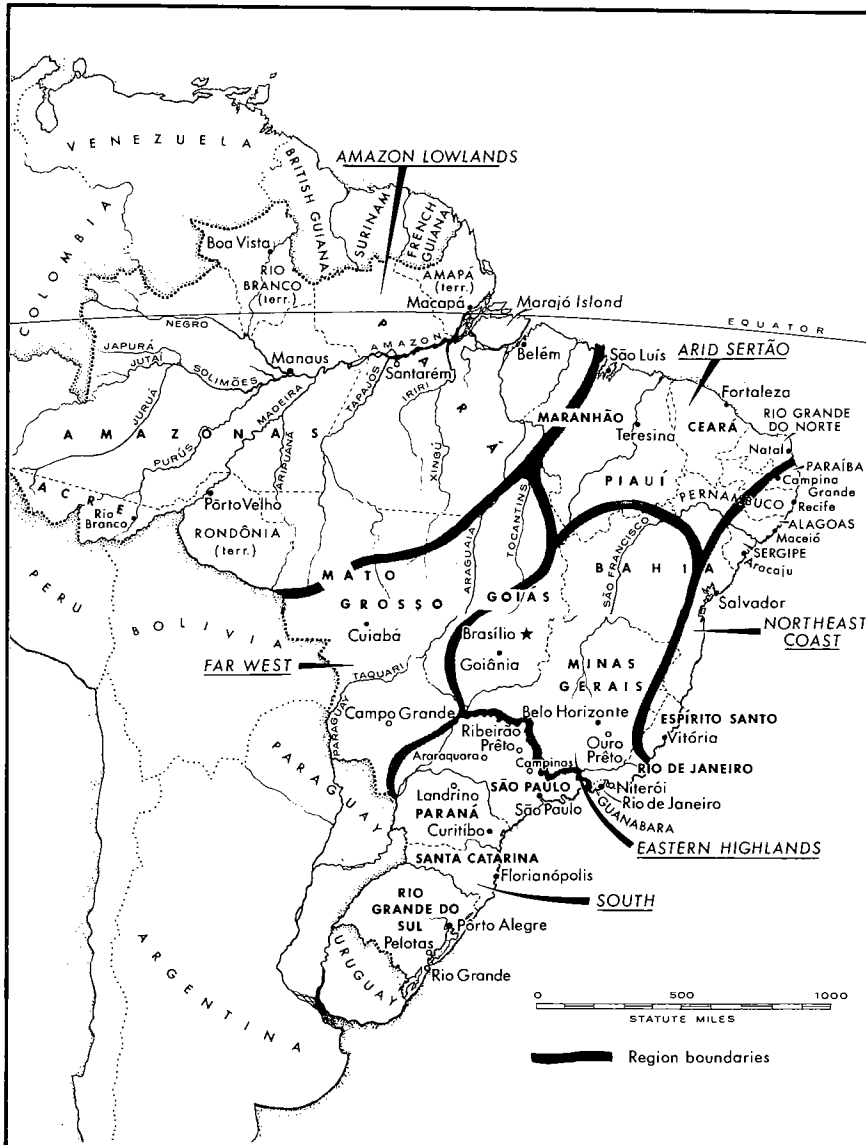 VENEZUELA
AMAZON LOWLANDS
BRITISH GUIANA
SURINAM
FRENCH GUIANA
COLOMBIA
Boa Vista
RIO BRANCO (terr.)
AMAPÁ (terr.)
Macapá
Marajó Island
EQUATOR
NEGRO
AMAZON
JAPURÁ
JUTAÍ
SOLIMÕES
Manaus
Santarém
Belém
São Luís
ARID SERTÃO
JURUÁ
PURÚS
MADEIRA
TAPAJÓS
IRIRI
PARÁ
MARANHÃO
Fortaleza
CEARÁ
RIO GRANDE DO NORTE
Teresina
Natal
AMAZONAS
ARIPUANÃ
XINGÚ
PARAÍBA
Campina Grande
PIAUÍ
PERNAMBUCO
Recife
ACRE
Rio Branco
Pôrto Velho
RONDÔNIA (terr.)
ARAGUAIA
TOCANTINS
SÃO FRANCISCO
ALAGOAS
Maceió
SERGIPE
Aracaju
BAHIA
PERU
MATO GROSSO
GOIÁS
Salvador
BOLIVIA
Cuiabá
Brasílio
Goiânia
NORTHEAST COAST
FAR WEST
TAQUARI
MINAS GERAIS
PARAGUAY
Campo Grande
Belo Horizonte
ESPÍRITO SANTO
Vitória
Ribeirão Prêto
Ouro Prêto
PARAGUAY
Araraquara
Campinas
RIO DE JANEIRO
SÃO PAULO
Niterói
Landrino
São Paulo
Rio de Janeiro
GUANABARA
PARANÁ
Curitibo
EASTERN HIGHLANDS
SANTA CATARINA
Florianópolis
SOUTH
RIO GRANDE DO SUL
Pôrto Alegre
Pelotas
Rio Grande
URUGUAY
ARGENTINA
0 500 1000
STATUTE MILES
Region boundaries